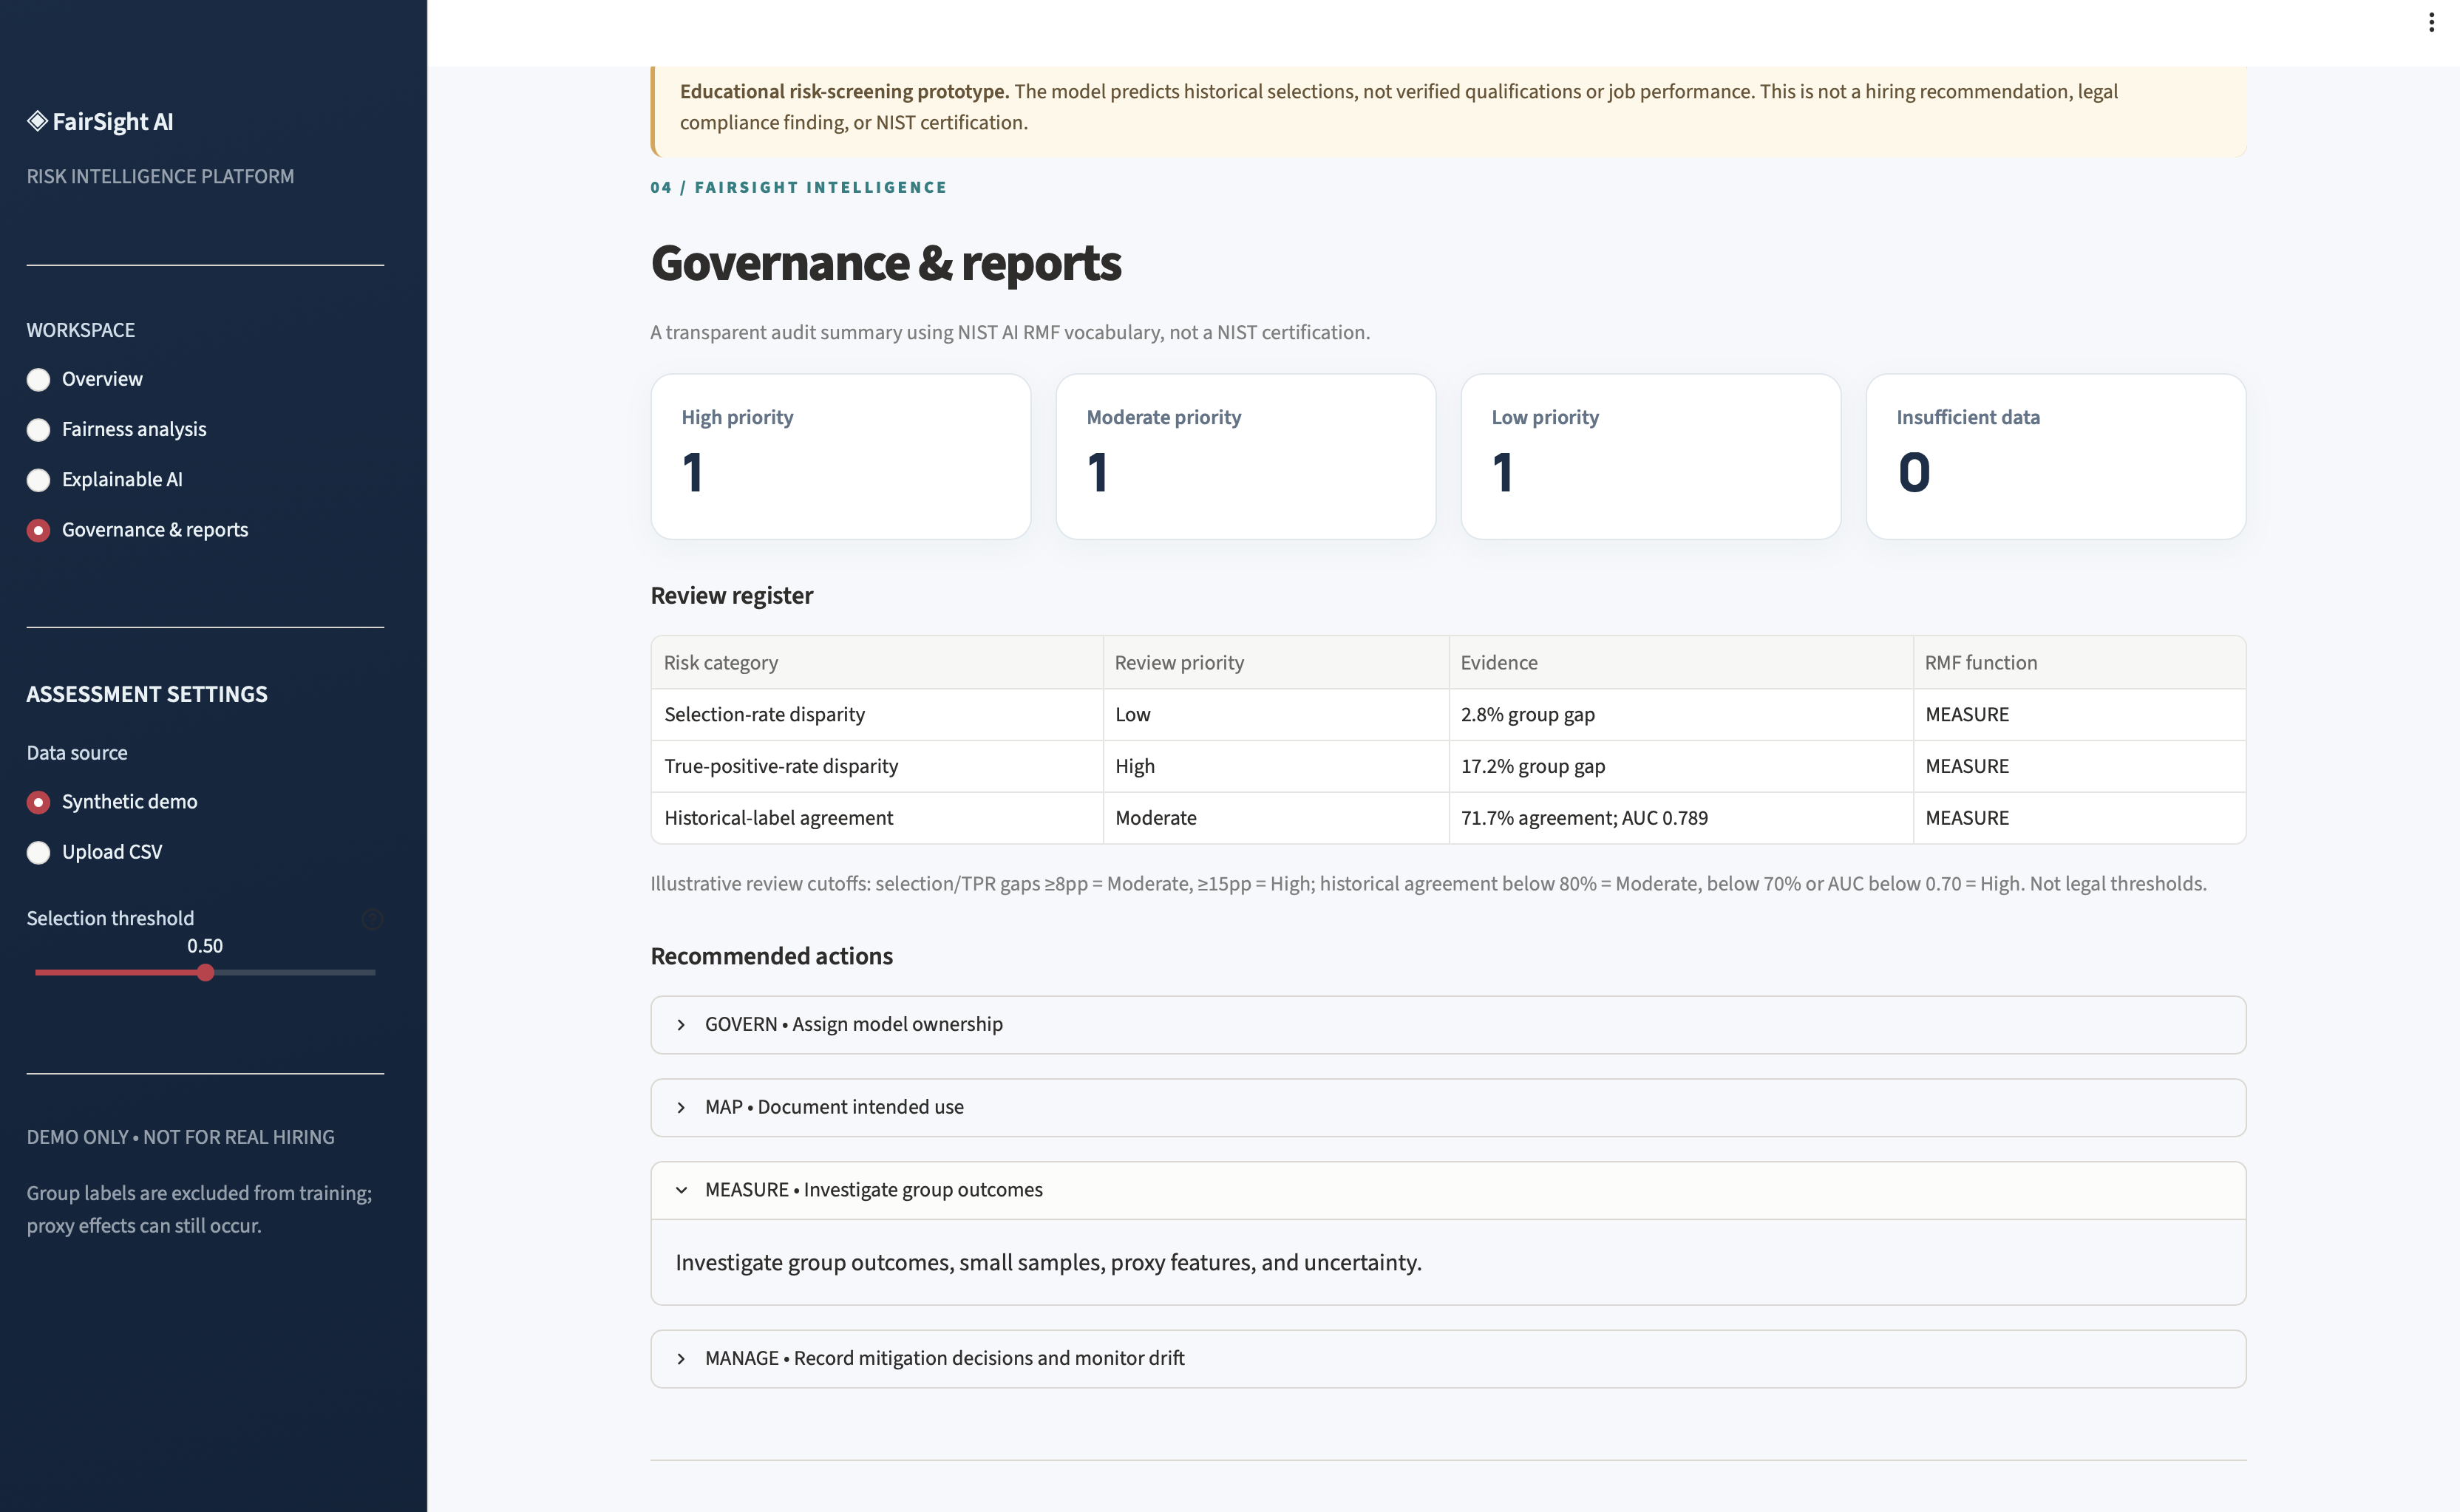 FairSight AI
RISK INTELLIGENCE PLATFORM
WORKSPACE
Overview
Fairness analysis
Explainable AI
Governance & reports
ASSESSMENT SETTINGS
Data source
Synthetic demo
Upload CSV
Selection threshold
0.50
DEMO ONLY • NOT FOR REAL HIRING
Group labels are excluded from training;
proxy effects can still occur.
Educational risk-screening prototype. The model predicts historical selections, not verified qualifications or job performance. This is not a hiring recommendation, legal
compliance finding, or NIST certification.
04 / FAIRSIGHT INTELLIGENCE
Governance & reports
A transparent audit summary using NIST AI RMF vocabulary, not a NIST certification.
High priority
1
Moderate priority
1
Low priority
1
Insufficient data
0
Review register
Risk category Review priority Evidence RMF function
Selection-rate disparity Low 2.8% group gap MEASURE
True-positive-rate disparity High 17.2% group gap MEASURE
Historical-label agreement Moderate 71.7% agreement; AUC 0.789 MEASURE
Illustrative review cutoffs: selection/TPR gaps ≥8pp = Moderate, ≥15pp = High; historical agreement below 80% = Moderate, below 70% or AUC below 0.70 = High. Not legal thresholds.
Recommended actions
GOVERN • Assign model ownership
MAP • Document intended use
MEASURE • Investigate group outcomes
Investigate group outcomes, small samples, proxy features, and uncertainty.
MANAGE • Record mitigation decisions and monitor drift